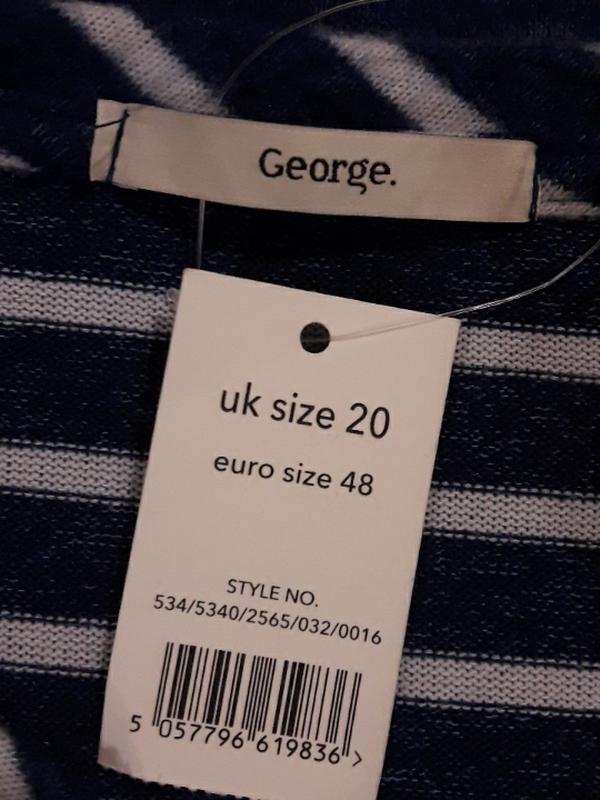 George.
uk size 20
euro size 48
STYLE NO.
534/5340/2565/032/0016
5 057796 619836 >